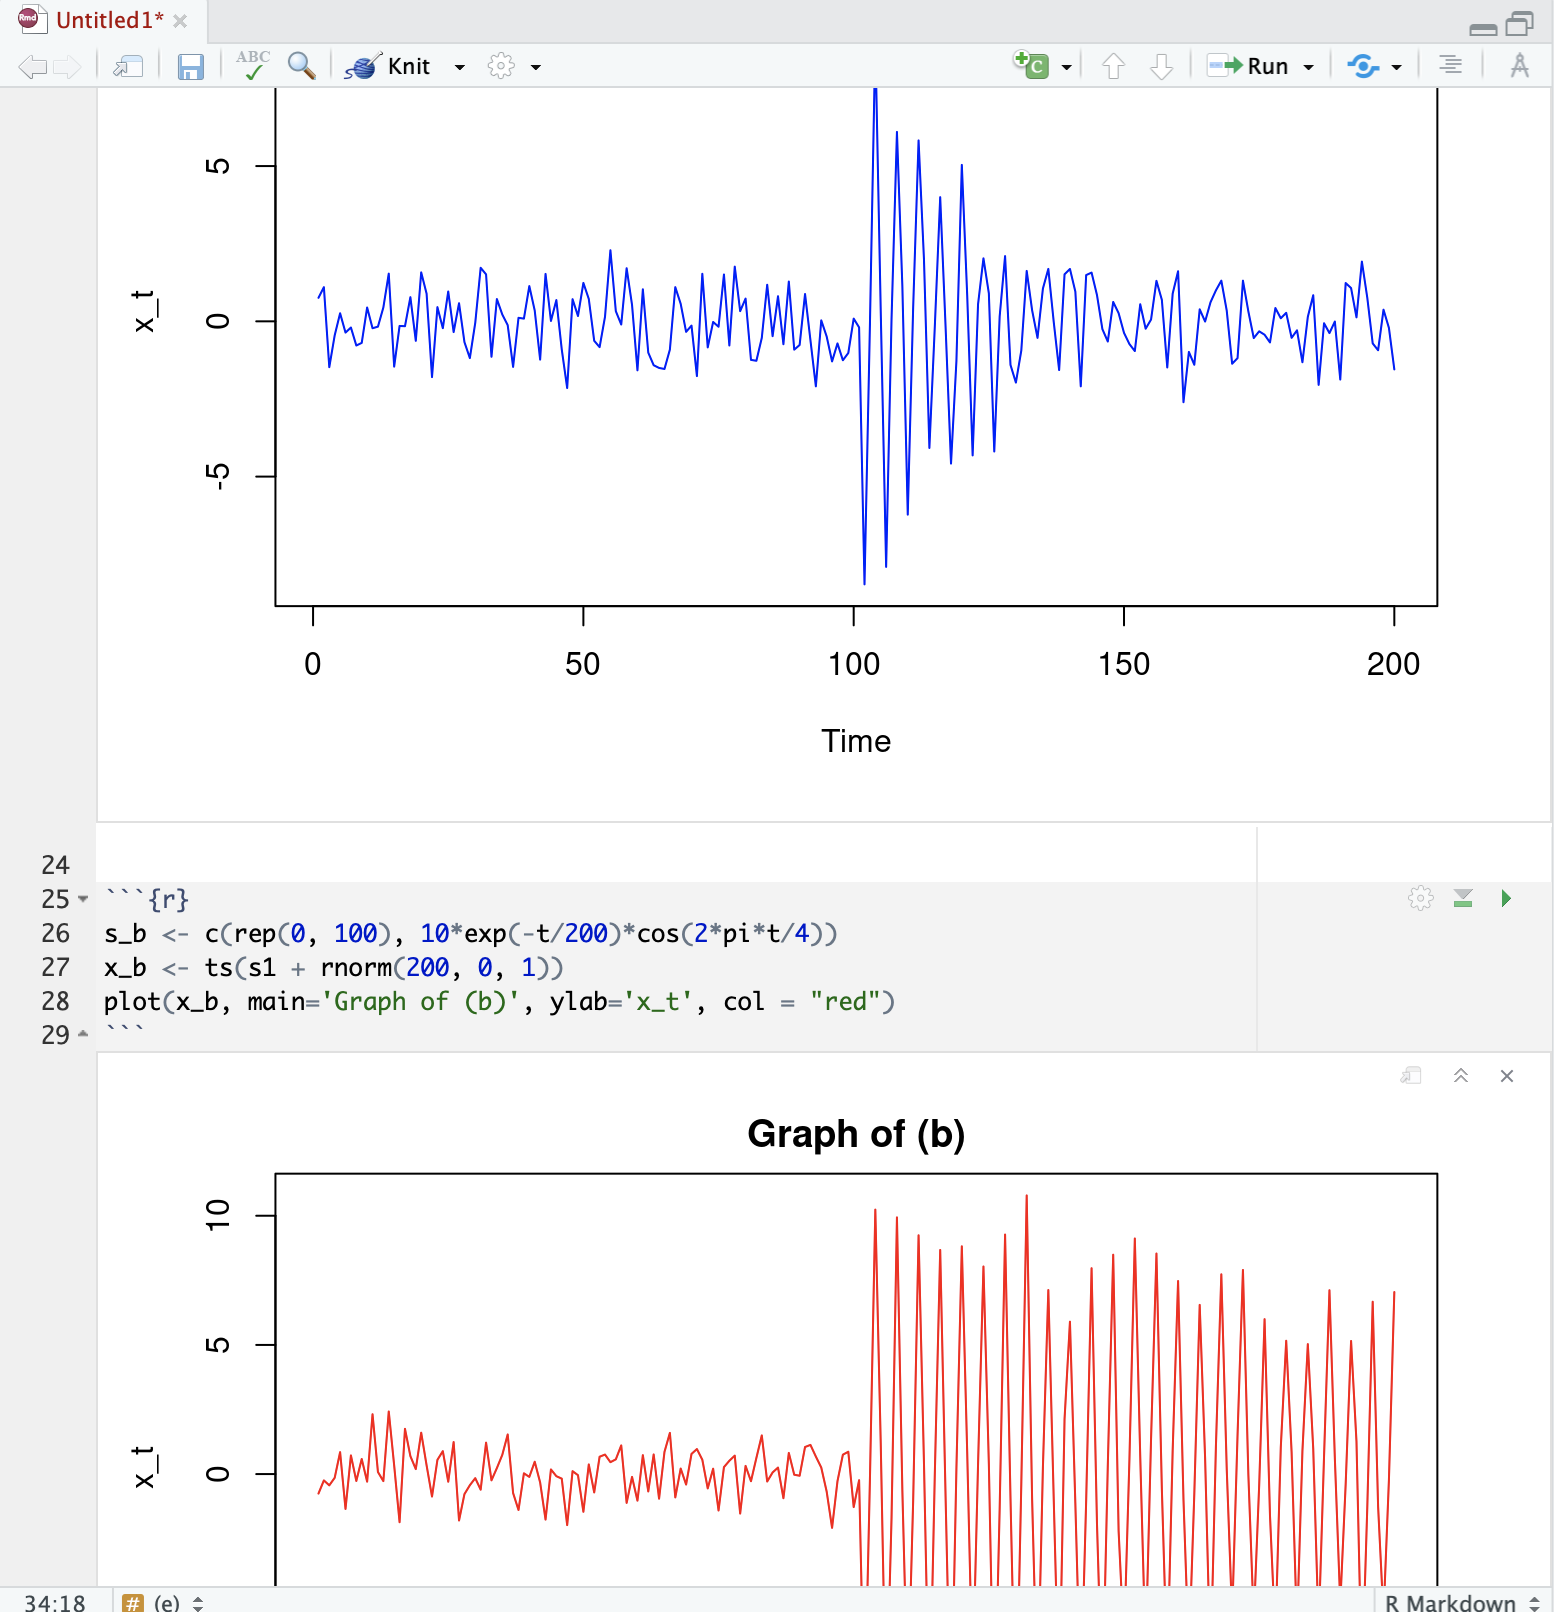 Rmd Untitled1*
ABC Knit C Run
5
0
-5
x_t
0 50 100 150 200
Time
24
25 ```{r}
26 s_b <- c(rep(0, 100), 10*exp(-t/200)*cos(2*pi*t/4))
27 x_b <- ts(s1 + rnorm(200, 0, 1))
28 plot(x_b, main='Graph of (b)', ylab='x_t', col = "red")
29 ```
Graph of (b)
10
5
0
x_t
34:18 # (e) R Markdown